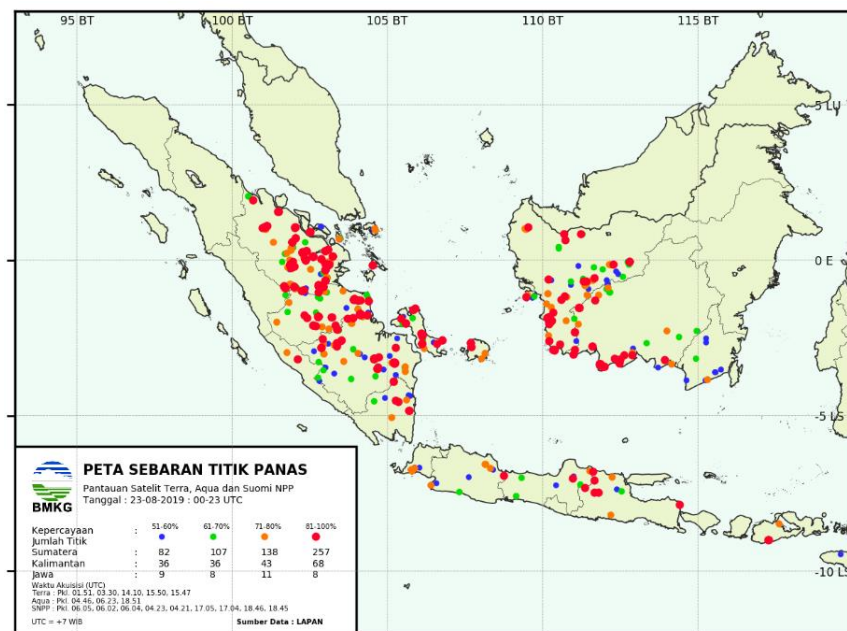 95 BT 100 BT 105 BT 110 BT 115 BT
5 LU
0 E
-5 LS
-10 LS
BMKG
PETA SEBARAN TITIK PANAS
Pantauan Satelit Terra, Aqua dan Suomi NPP
Tanggal : 23-08-2019 : 00-23 UTC
Kepercayaan : 51-60% 61-70% 71-80% 81-100%
Jumlah Titik :
Sumatera : 82 107 138 257
Kalimantan : 36 36 43 68
Jawa : 9 8 11 8
Waktu Akuisisi (UTC)
Terra : Pkl. 01.51, 03.30, 14.10, 15.50, 15.47
Aqua : Pkl. 04.46, 06.23, 18.51
SNPP : Pkl. 06.05, 06.02, 06.04, 04.23, 04.21, 17.05, 17.04, 18.46, 18.45
UTC = +7 WIB Sumber Data : LAPAN